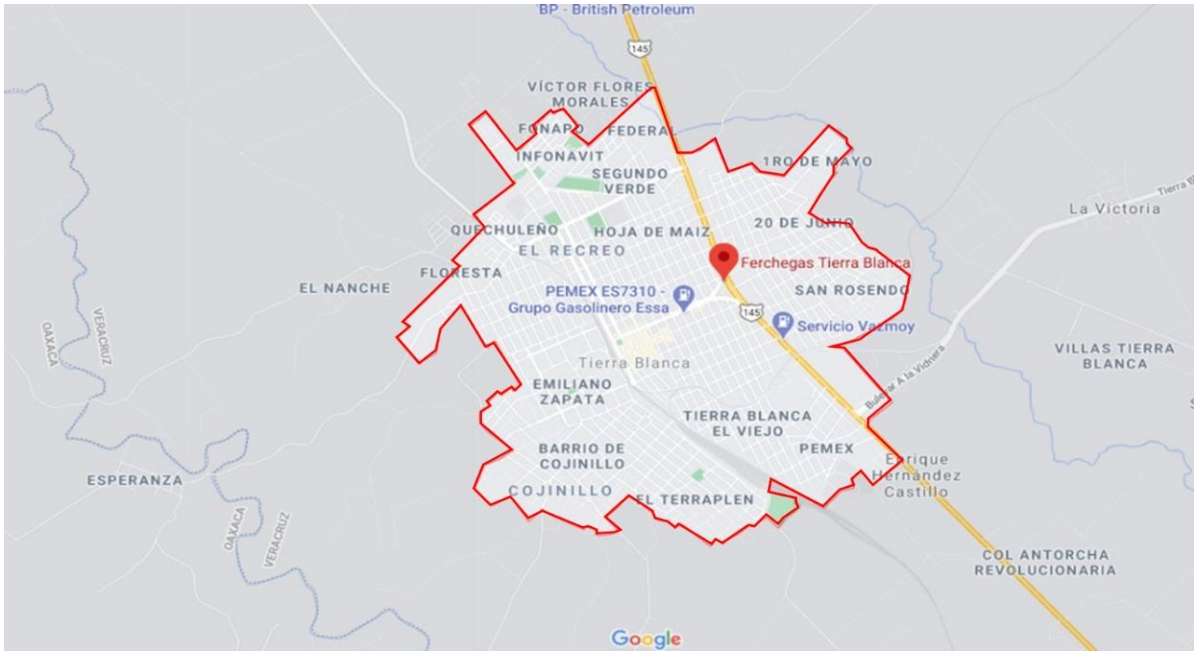 BP - British Petroleum
145
VÍCTOR FLORES
MORALES
FONAPO
FEDERAL
INFONAVIT
1RO DE MAYO
SEGUNDO
VERDE
Tierra Bl
La Victoria
QUECHULEÑO
HOJA DE MAIZ
20 DE JUNIO
EL RECREO
Ferchegas Tierra Blanca
FLORESTA
EL NANCHE
PEMEX ES7310 -
Grupo Gasolinero Essa
SAN ROSENDO
145
Servicio Vazmoy
OAXACA
VERACRUZ
Tierra Blanca
VILLAS TIERRA
BLANCA
Bulevar A la Vidriera
EMILIANO
ZAPATA
TIERRA BLANCA
EL VIEJO
PEMEX
BARRIO DE
COJINILLO
Enrique
Hernández
Castillo
ESPERANZA
COJINILLO
EL TERRAPLEN
OAXACA
VERACRUZ
COL ANTORCHA
REVOLUCIONARIA
Google